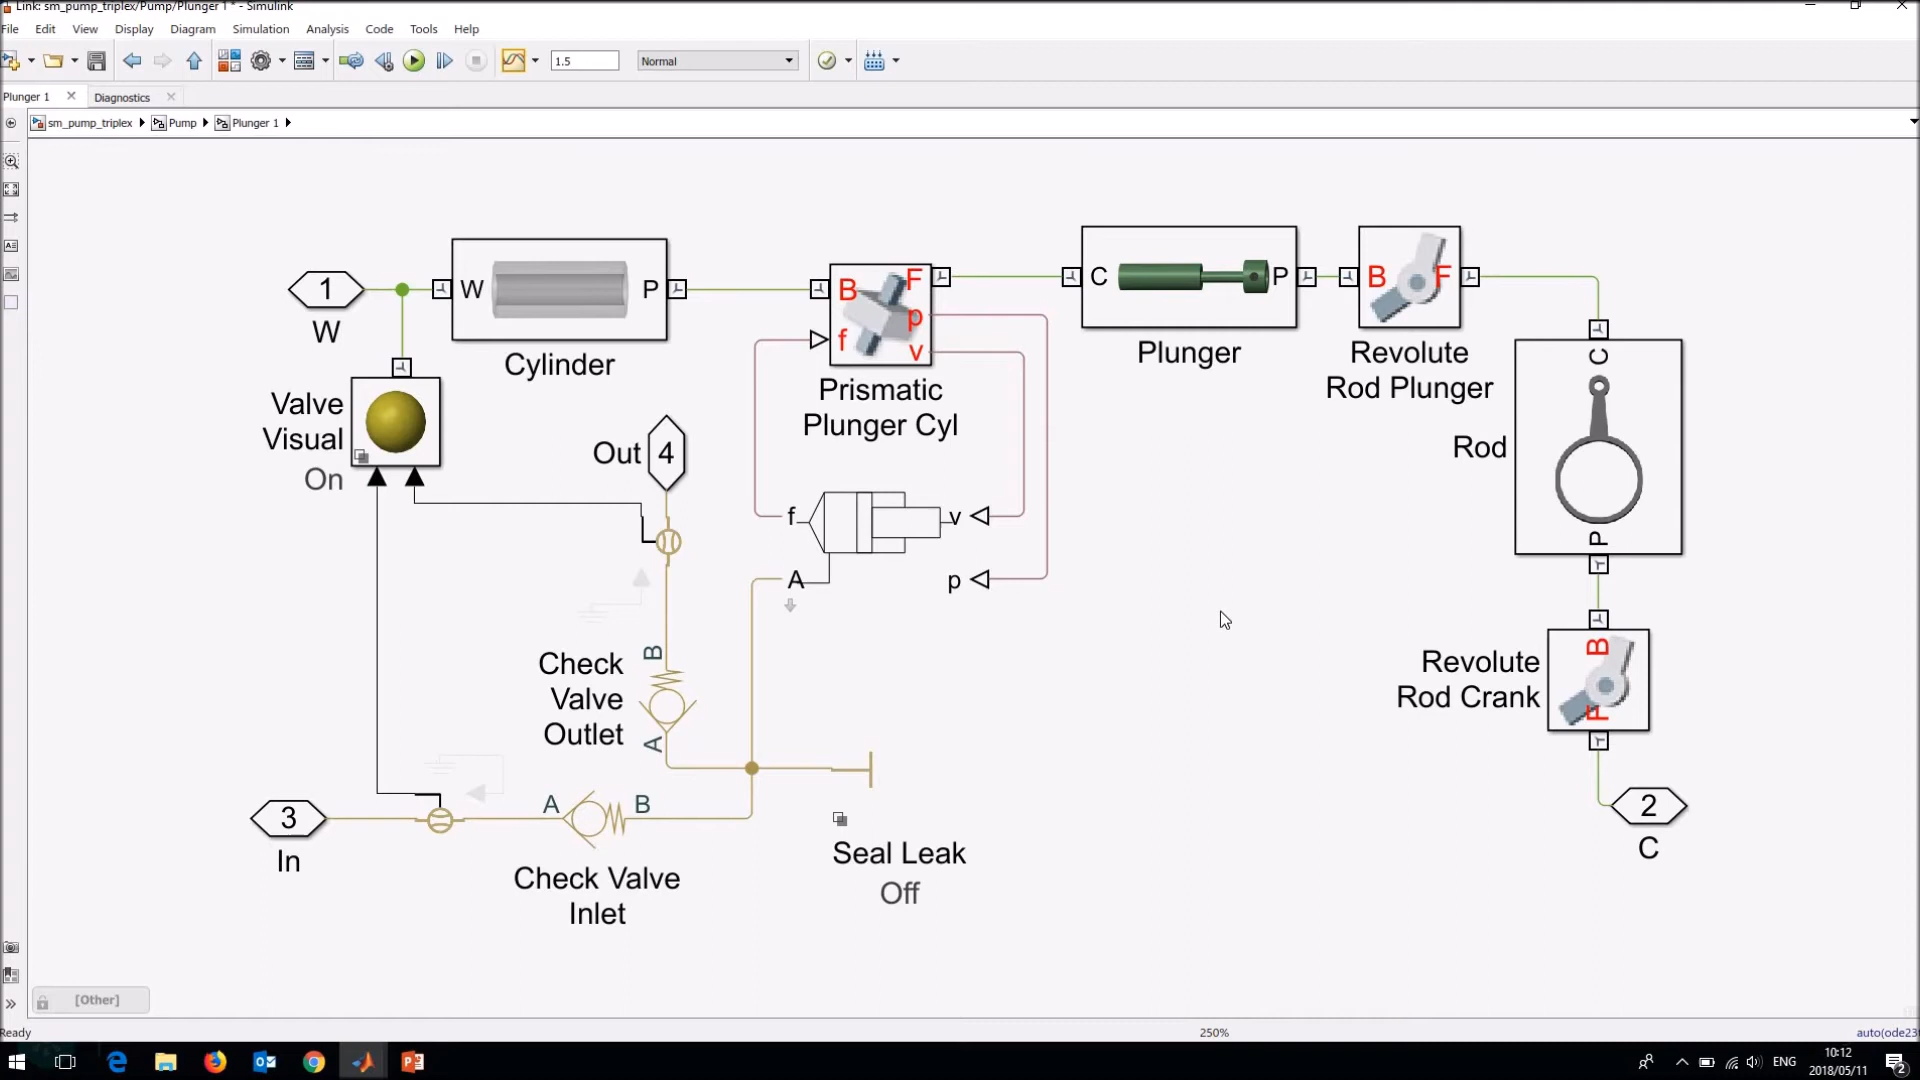 Link: sm_pump_triplex/Pump/Plunger 1 * - Simulink
File Edit View Display Diagram Simulation Analysis Code Tools Help
1.5 Normal
Plunger 1 Diagnostics
sm_pump_triplex Pump Plunger 1
1
W
W P
Cylinder
B F
p
f v
Prismatic
Plunger Cyl
C P
Plunger
B F
Revolute
Rod Plunger
C
P
Rod
Valve
Visual
On
Out 4
f v
A p
Check
Valve
Outlet
B
A
B
F
Revolute
Rod Crank
3
In
A B
Check Valve
Inlet
Seal Leak
Off
2
C
[Other]
Ready 250% auto(ode23
ENG
10:12
2018/05/11
2